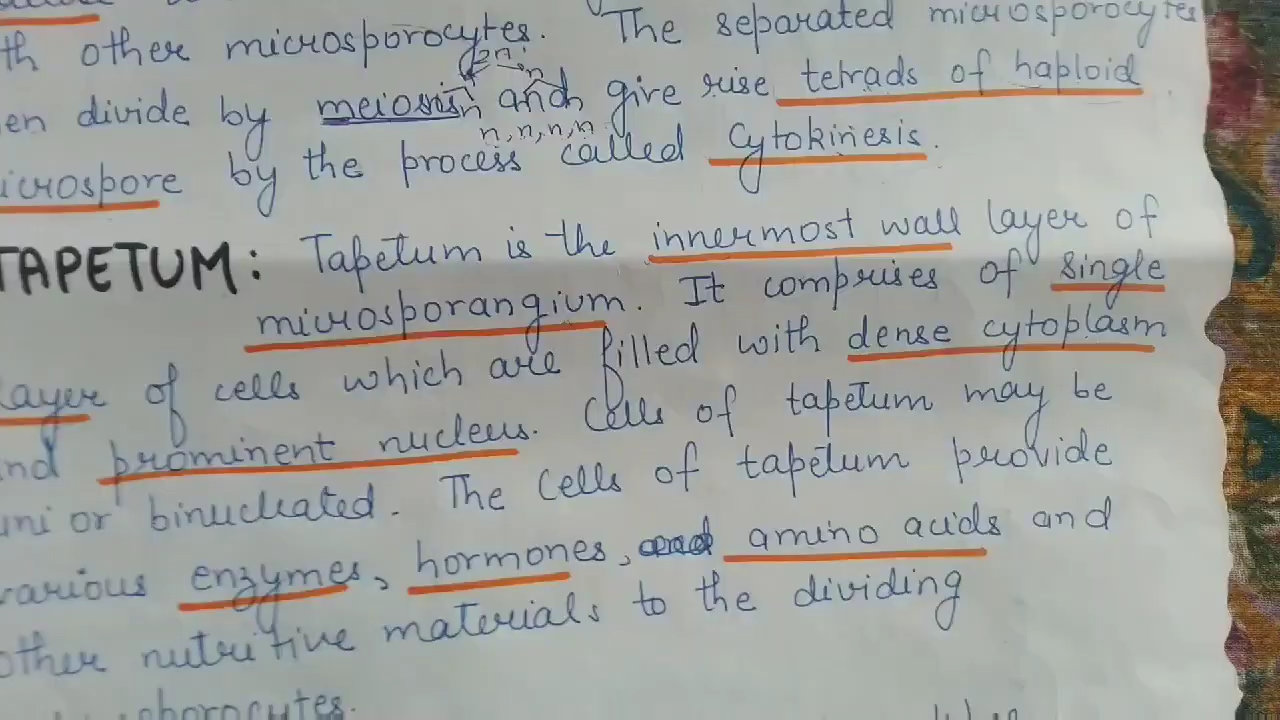 th other microsporocytes. The separated microsporocytes
2n
n
en divide by meiosis and give rise tetrads of haploid
n, n, n, n
icrospore by the process called Cytokinesis.
TAPETUM: Tapetum is the innermost wall layer of
microsporangium. It comprises of single
layer of cells which are filled with dense cytoplasm
nd prominent nucleus. Cells of tapetum may be
uni or binucleated. The cells of tapetum provide
various enzymes, hormones, amino acids and
other nutritive materials to the dividing